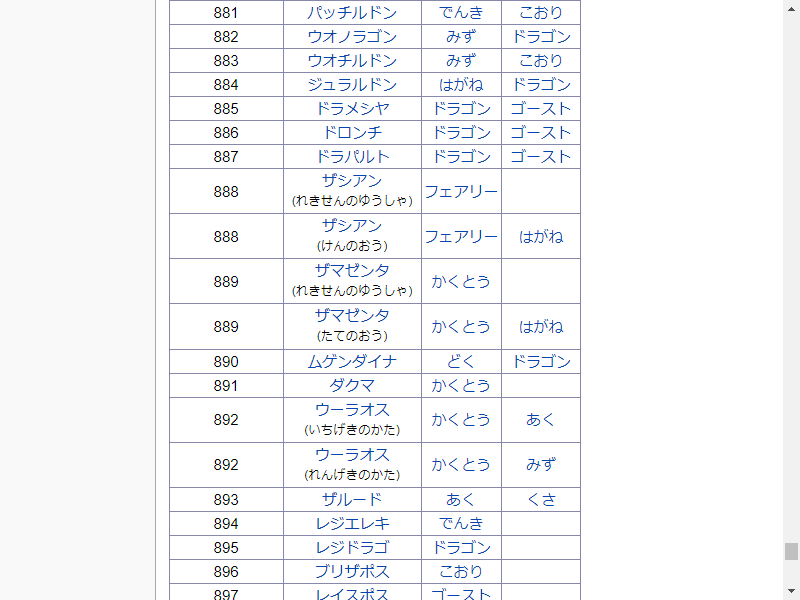 881 パッチルドン でんき こおり
882 ウオノラゴン みず ドラゴン
883 ウオチルドン みず こおり
884 ジュラルドン はがね ドラゴン
885 ドラメシヤ ドラゴン ゴースト
886 ドロンチ ドラゴン ゴースト
887 ドラパルト ドラゴン ゴースト
888 ザシアン フェアリー
(れきせんのゆうしゃ)
888 ザシアン フェアリー はがね
(けんのおう)
889 ザマゼンタ かくとう
(れきせんのゆうしゃ)
889 ザマゼンタ かくとう はがね
(たてのおう)
890 ムゲンダイナ どく ドラゴン
891 ダクマ かくとう
892 ウーラオス かくとう あく
(いちげきのかた)
892 ウーラオス かくとう みず
(れんげきのかた)
893 ザルード あく くさ
894 レジエレキ でんき
895 レジドラゴ ドラゴン
896 ブリザポス こおり
897 レイスポス ゴースト